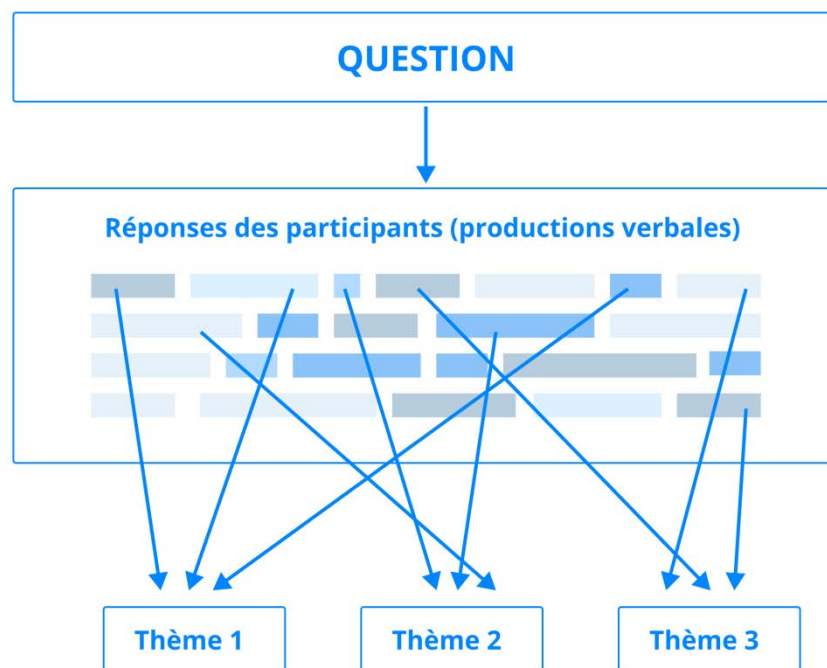 QUESTION
Réponses des participants (productions verbales)
Thème 1
Thème 2
Thème 3